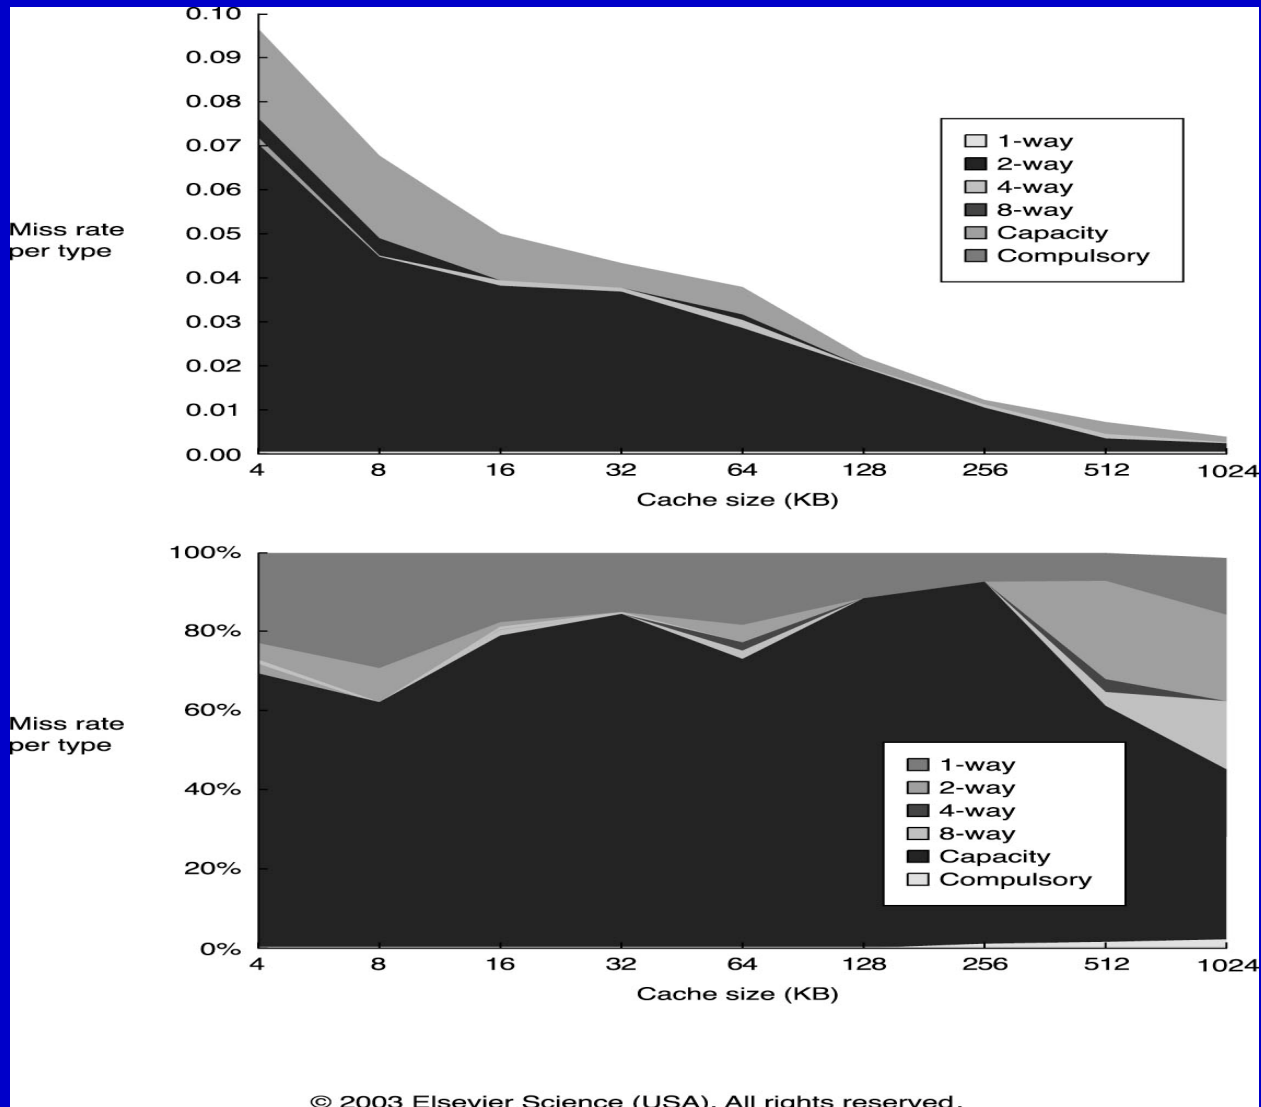 0.10
0.09
0.08
0.07
0.06
0.05
0.04
0.03
0.02
0.01
0.00
Miss rate
per type
1-way
2-way
4-way
8-way
Capacity
Compulsory
4 8 16 32 64 128 256 512 1024
Cache size (KB)
100%
80%
60%
40%
20%
0%
Miss rate
per type
1-way
2-way
4-way
8-way
Capacity
Compulsory
4 8 16 32 64 128 256 512 1024
Cache size (KB)
© 2003 Elsevier Science (USA). All rights reserved.